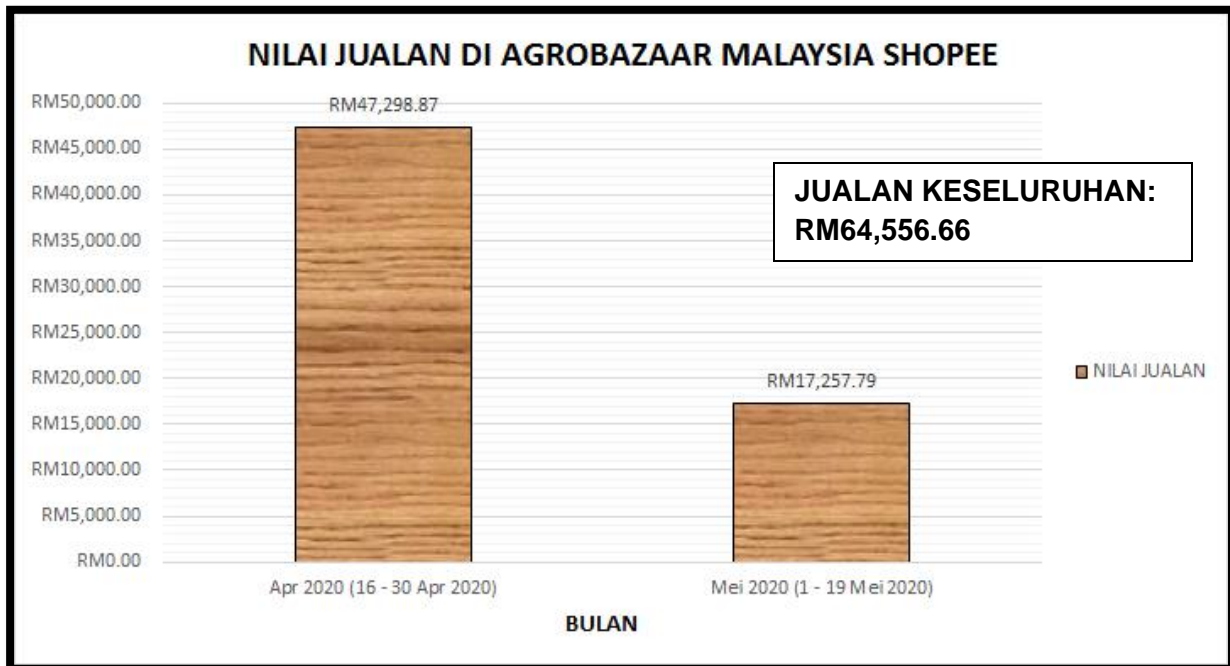 NILAI JUALAN DI AGROBAZAAR MALAYSIA SHOPEE
RM50,000.00
RM45,000.00
RM40,000.00
RM35,000.00
RM30,000.00
RM25,000.00
RM20,000.00
RM15,000.00
RM10,000.00
RM5,000.00
RM0.00
RM47,298.87
JUALAN KESELURUHAN:
RM64,556.66
RM17,257.79
NILAI JUALAN
Apr 2020 (16 - 30 Apr 2020)
Mei 2020 (1 - 19 Mei 2020)
BULAN